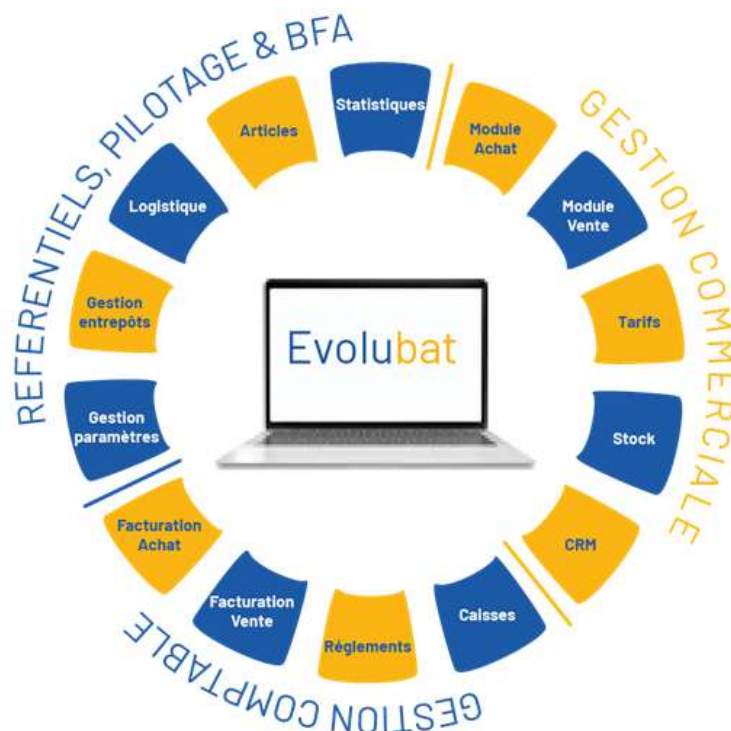 REFERENTIELS, PILOTAGE & BFA
Statistiques
Articles
Logistique
Gestion
entrepôts
Gestion
paramètres
GESTION COMMERCIALE
Module
Achat
Module
Vente
Tarifs
Stock
CRM
Evolubat
GESTION COMPTABLE
Facturation
Achat
Facturation
Vente
Réglements
Caisses